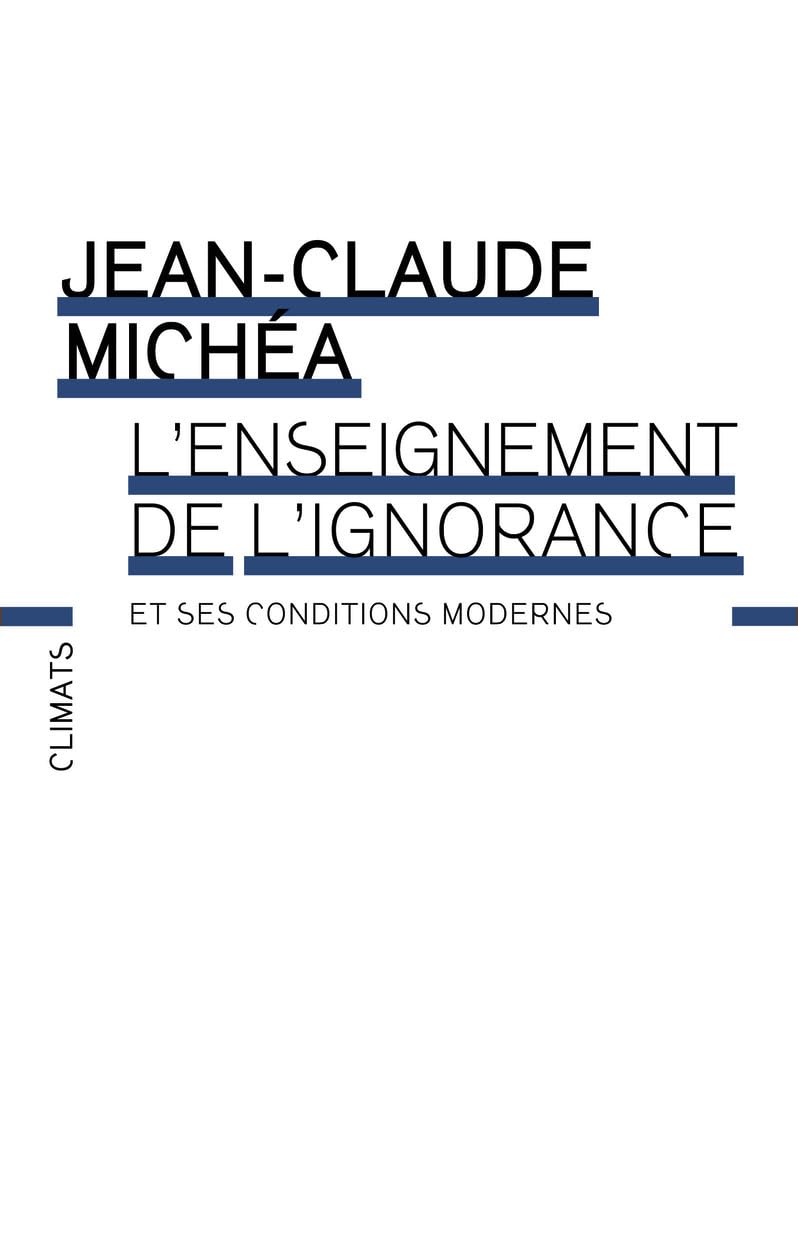 JEAN-CLAUDE
MICHÉA
L'ENSEIGNEMENT
DE L'IGNORANCE
ET SES CONDITIONS MODERNES
CLIMATS